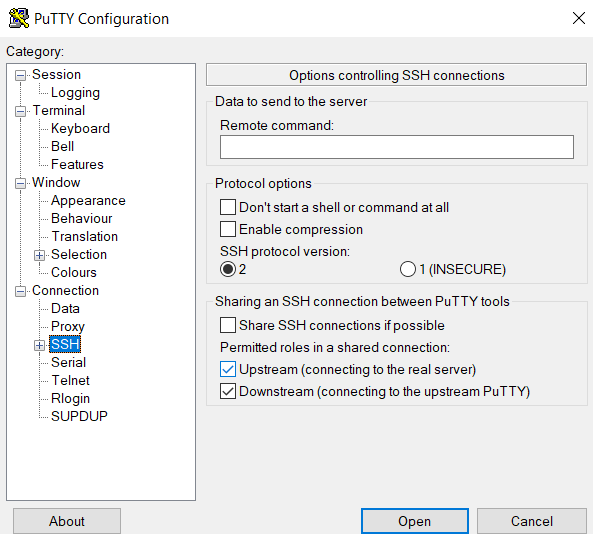 PuTTY Configuration
Category:
Session
Logging
Terminal
Keyboard
Bell
Features
Window
Appearance
Behaviour
Translation
Selection
Colours
Connection
Data
Proxy
SSH
Serial
Telnet
Rlogin
SUPDUP
Options controlling SSH connections
Data to send to the server
Remote command:
Protocol options
Don't start a shell or command at all
Enable compression
SSH protocol version:
2 1 (INSECURE)
Sharing an SSH connection between PuTTY tools
Share SSH connections if possible
Permitted roles in a shared connection:
Upstream (connecting to the real server)
Downstream (connecting to the upstream PuTTY)
About Open Cancel